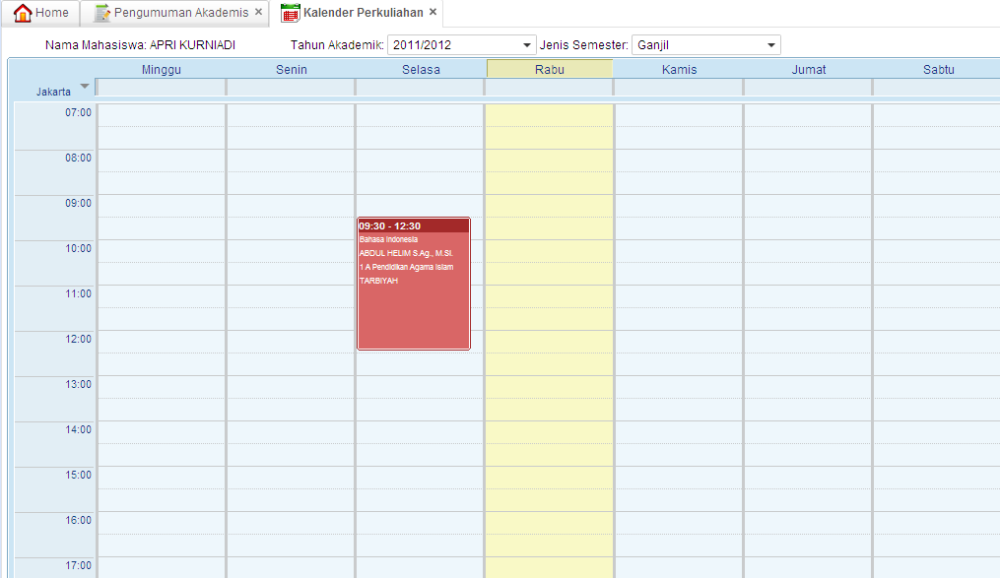 Home Pengumuman Akademis Kalender Perkuliahan
Nama Mahasiswa: APRI KURNIADI Tahun Akademik: 2011/2012 Jenis Semester: Ganjil
Minggu Senin Selasa Rabu Kamis Jumat Sabtu
Jakarta
07:00
08:00
09:00
09:30 - 12:30
Bahasa Indonesia
ABDUL HELIM S.Ag., M.SI.
1 A Pendidikan Agama Islam
TARBIYAH
10:00
11:00
12:00
13:00
14:00
15:00
16:00
17:00